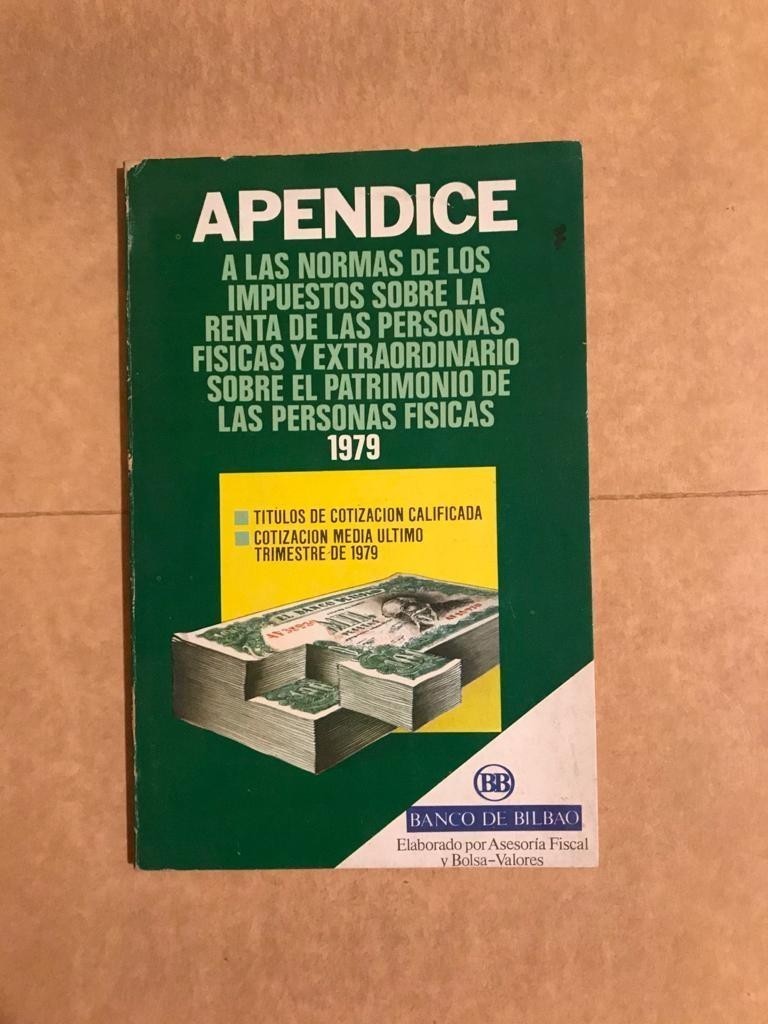 APENDICE
A LAS NORMAS DE LOS
IMPUESTOS SOBRE LA
RENTA DE LAS PERSONAS
FISICAS Y EXTRAORDINARIO
SOBRE EL PATRIMONIO DE
LAS PERSONAS FISICAS
1979
TITULOS DE COTIZACION CALIFICADA
COTIZACION MEDIA ULTIMO
TRIMESTRE DE 1979
EL BANCO
BB
BANCO DE BILBAO
Elaborado por Asesoría Fiscal
y Bolsa-Valores